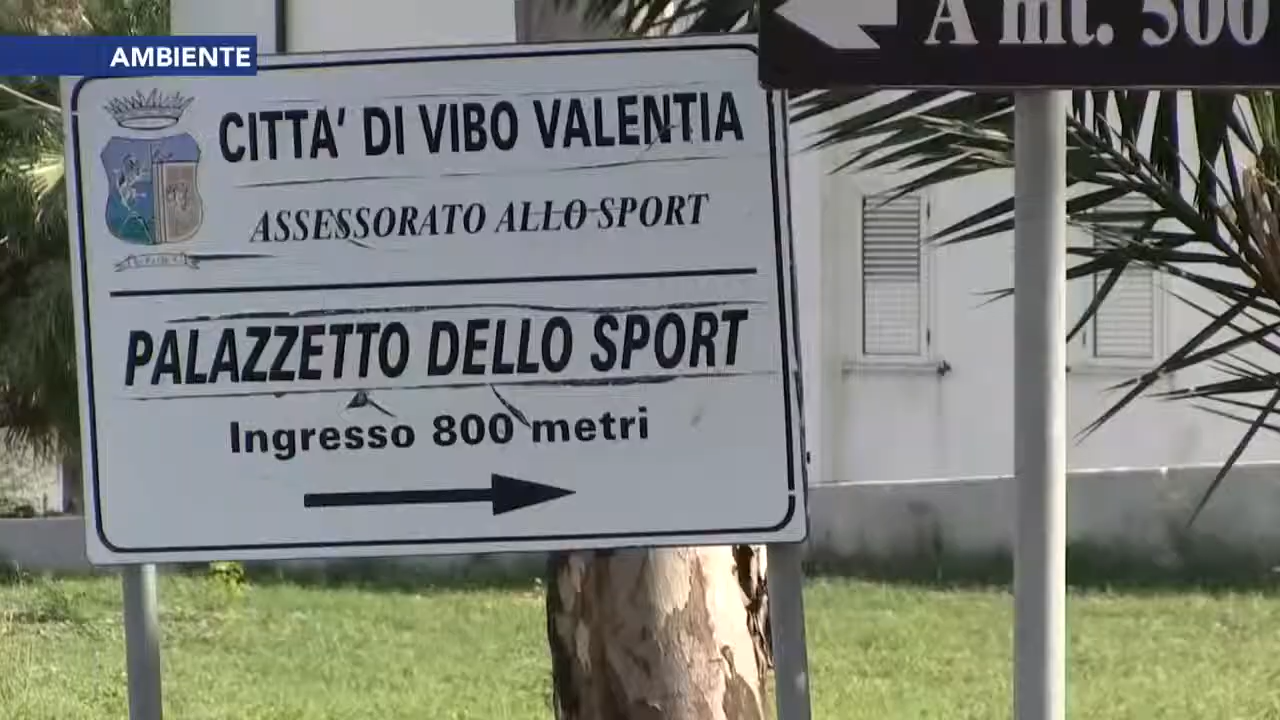 AMBIENTE
A mt. 500
CITTA' DI VIBO VALENTIA
ASSESSORATO ALLO SPORT
PALAZZETTO DELLO SPORT
Ingresso 800 metri